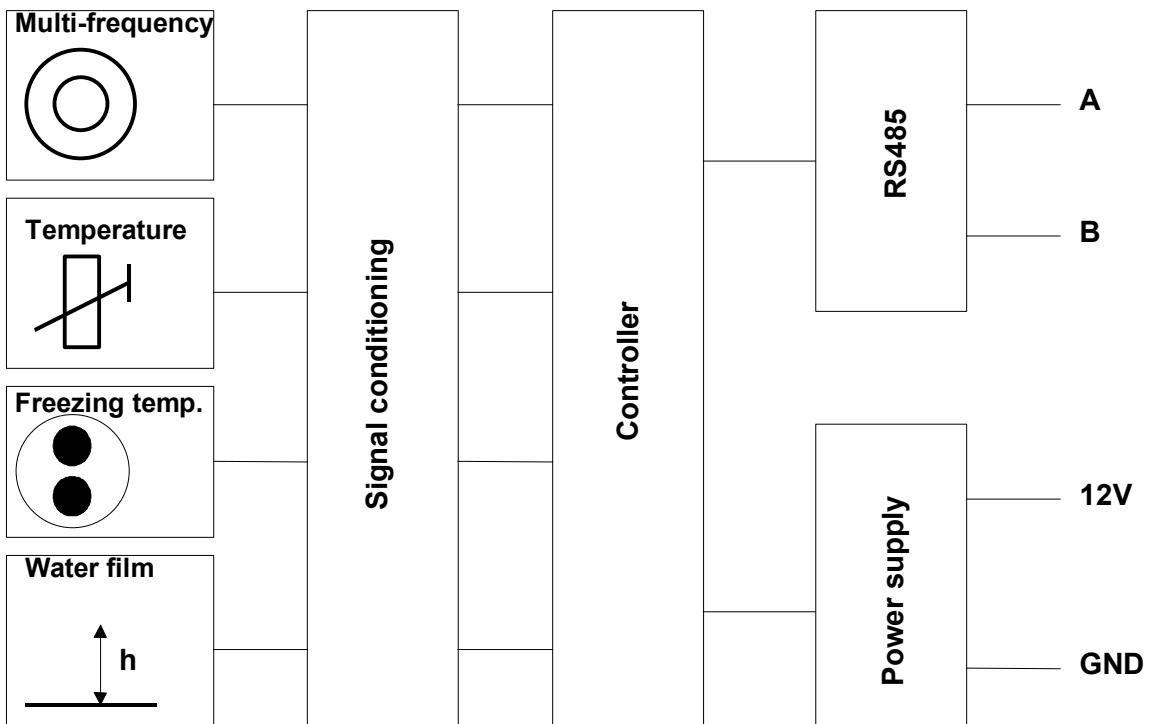 Multi-frequency
Temperature
Freezing temp.
Water film
h
Signal conditioning
Controller
RS485
A
B
Power supply
12V
GND